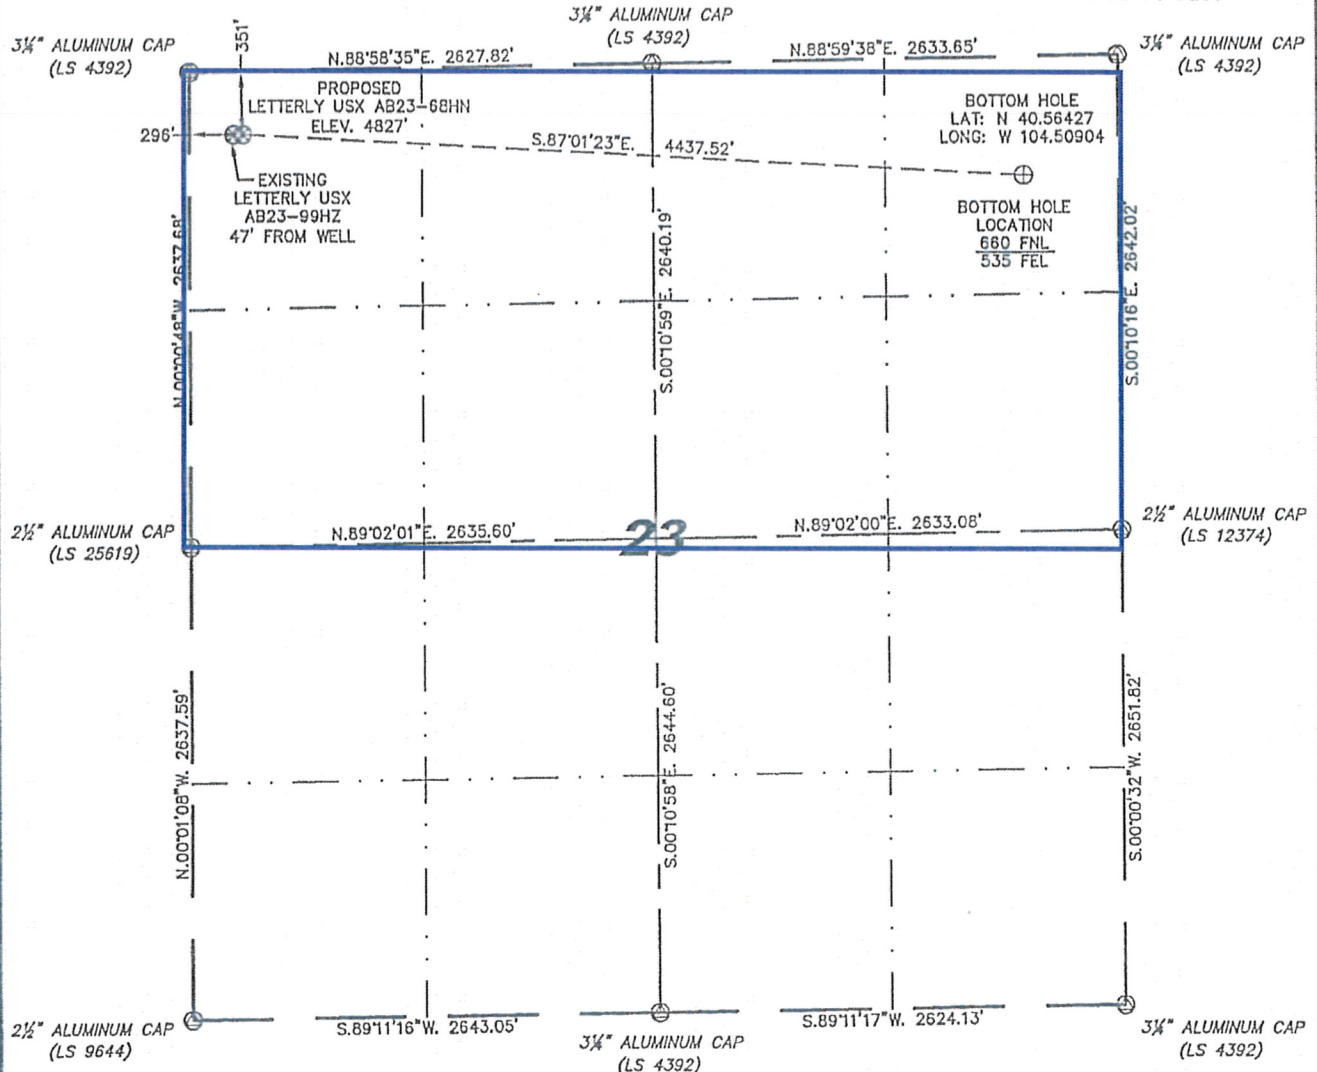 3¼" ALUMINUM CAP
(LS 4392)
351'
3¼" ALUMINUM CAP
(LS 4392)
3¼" ALUMINUM CAP
(LS 4392)
N.88°58'35"E. 2627.82'
N.88°59'38"E. 2633.65'
PROPOSED
LETTERLY USX AB23-68HN
ELEV. 4827'
296'
S.87°01'23"E. 4437.52'
BOTTOM HOLE
LAT: N 40.56427
LONG: W 104.50904
EXISTING
LETTERLY USX
AB23-99HZ
47' FROM WELL
BOTTOM HOLE
LOCATION
660 FNL
535 FEL
N.00°00'48"W. 2637.68'
S.00°10'59"E. 2640.19'
S.00°10'16"E. 2642.02'
2½" ALUMINUM CAP
(LS 25619)
N.89°02'01"E. 2635.60'
23
N.89°02'00"E. 2633.08'
2½" ALUMINUM CAP
(LS 12374)
N.00°01'08"W. 2637.59'
S.00°10'58"E. 2644.60'
S.00°00'32"W. 2651.82'
2½" ALUMINUM CAP
(LS 9644)
S.89°11'16"W. 2643.05'
3¼" ALUMINUM CAP
(LS 4392)
S.89°11'17"W. 2624.13'
3¼" ALUMINUM CAP
(LS 4392)